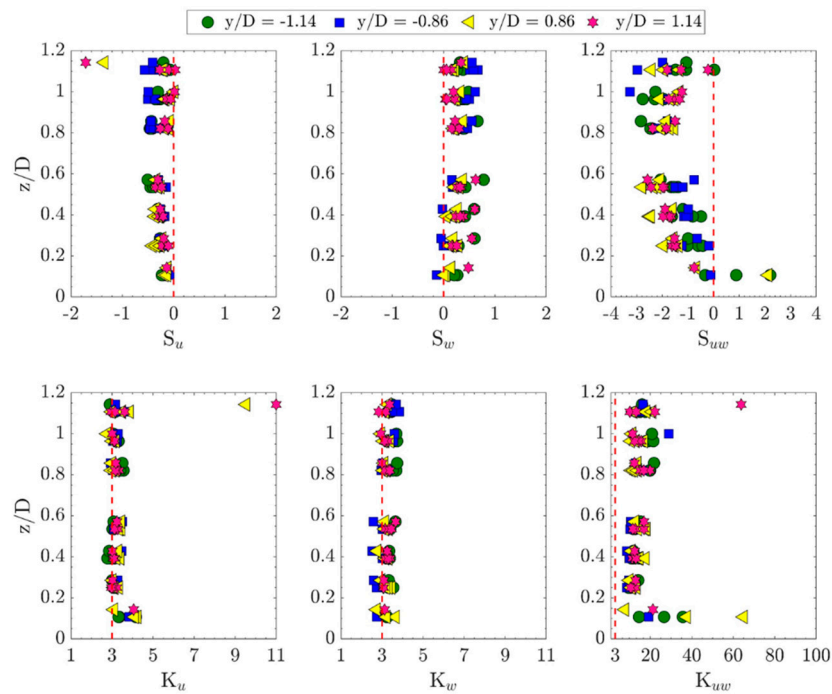 y/D = -1.14 y/D = -0.86 y/D = 0.86 y/D = 1.14
1.2 1.2 1.2
1 1 1
0.8 0.8 0.8
z/D 0.6 0.6 0.6
0.4 0.4 0.4
0.2 0.2 0.2
0 0 0
-2 -1 0 1 2 -2 -1 0 1 2 -4 -3 -2 -1 0 1 2 3 4
S_u S_w S_uw
1.2 1.2 1.2
1 1 1
0.8 0.8 0.8
z/D 0.6 0.6 0.6
0.4 0.4 0.4
0.2 0.2 0.2
0 0 0
1 3 5 7 9 11 1 3 5 7 9 11 3 20 40 60 80 100
K_u K_w K_uw